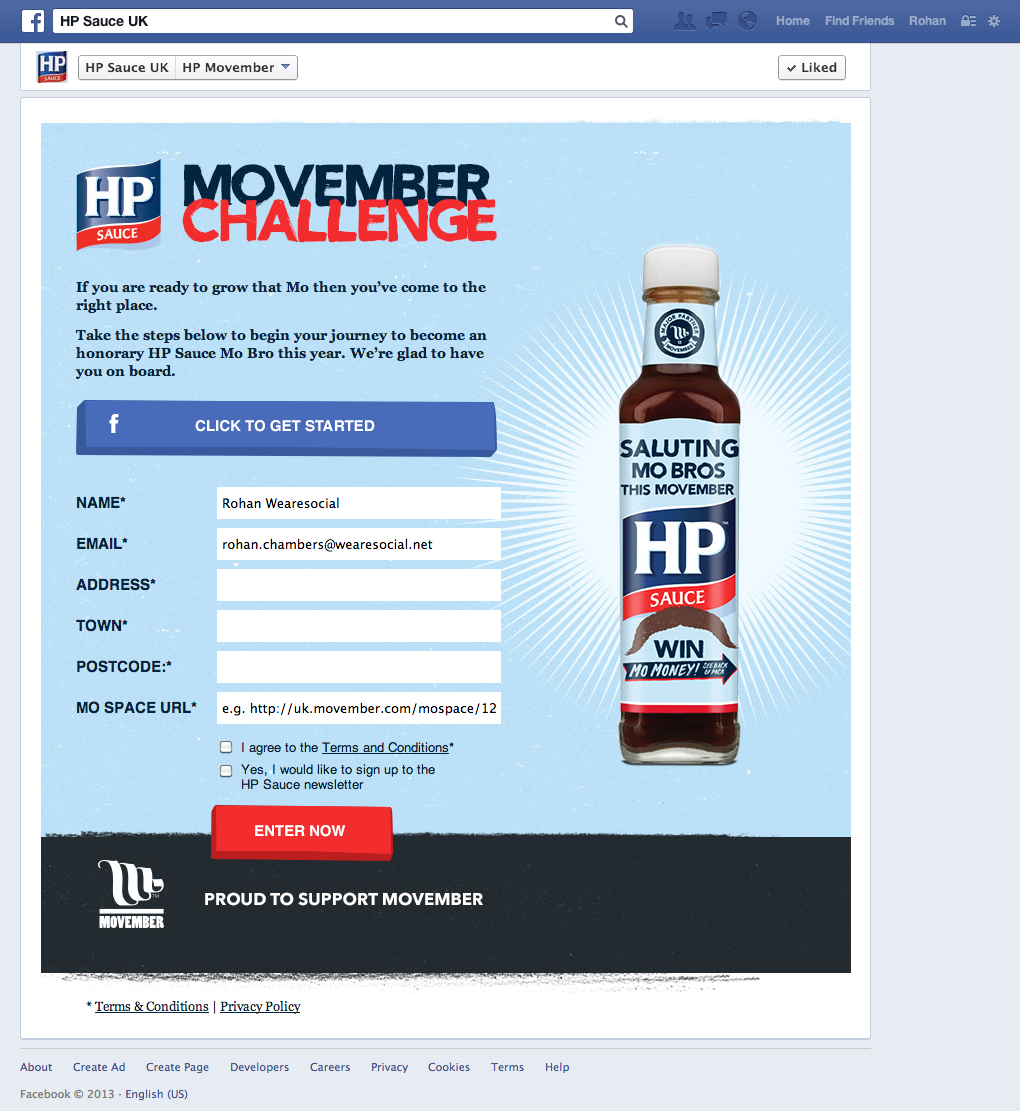 HP Sauce UK
Home Find Friends Rohan
HP SAUCE
HP Sauce UK HP Movember
Liked
HP
SAUCE
MOVEMBER
CHALLENGE
If you are ready to grow that Mo then you've come to the
right place.
Take the steps below to begin your journey to become an
honorary HP Sauce Mo Bro this year. We're glad to have
you on board.
f CLICK TO GET STARTED
NAME* Rohan Wearesocial
EMAIL* rohan.chambers@wearesocial.net
ADDRESS*
TOWN*
POSTCODE:*
MO SPACE URL* e.g. http://uk.movember.com/mospace/12
I agree to the Terms and Conditions*
Yes, I would like to sign up to the
HP Sauce newsletter
ENTER NOW
MAJOR PARTNER
MOVEMBER
SALUTING
MO BROS
THIS MOVEMBER
HP™
SAUCE
WIN
MO MONEY! SEE BACK
OF PACK
MOVEMBER
PROUD TO SUPPORT MOVEMBER
* Terms & Conditions | Privacy Policy
About Create Ad Create Page Developers Careers Privacy Cookies Terms Help
Facebook © 2013 · English (US)